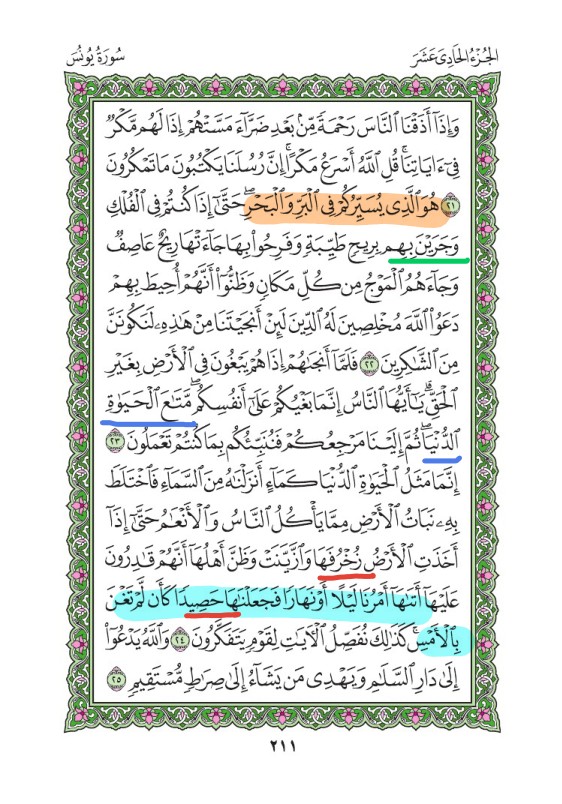 الجُزْءُ الحَادِىَ عَشَرَ
سُورَةُ يُونُسَ
وَإِذَآ أَذَقْنَا ٱلنَّاسَ رَحْمَةً مِّنۢ بَعْدِ ضَرَّآءَ مَسَّتْهُمْ إِذَا لَهُم مَّكْرٌ
فِىٓ ءَايَاتِنَاۚ قُلِ ٱللَّهُ أَسْرَعُ مَكْرًاۚ إِنَّ رُسُلَنَا يَكْتُبُونَ مَا تَمْكُرُونَ
٢١ هُوَ ٱلَّذِى يُسَيِّرُكُمْ فِى ٱلْبَرِّ وَٱلْبَحْرِۖ حَتَّىٰٓ إِذَا كُنتُمْ فِى ٱلْفُلْكِ
وَجَرَيْنَ بِهِم بِرِيحٍ طَيِّبَةٍ وَفَرِحُوا۟ بِهَا جَآءَتْهَا رِيحٌ عَاصِفٌ
وَجَآءَهُمُ ٱلْمَوْجُ مِن كُلِّ مَكَانٍ وَظَنُّوٓا۟ أَنَّهُمْ أُحِيطَ بِهِمْ
دَعَوُا۟ ٱللَّهَ مُخْلِصِينَ لَهُ ٱلدِّينَ لَئِنْ أَنجَيْتَنَا مِنْ هَٰذِهِۦ لَنَكُونَنَّ
مِنَ ٱلشَّٰكِرِينَ ٢٢ فَلَمَّآ أَنجَىٰهُمْ إِذَا هُمْ يَبْغُونَ فِى ٱلْأَرْضِ بِغَيْرِ
ٱلْحَقِّۗ يَٰٓأَيُّهَا ٱلنَّاسُ إِنَّمَا بَغْيُكُمْ عَلَىٰٓ أَنفُسِكُمۖ مَّتَٰعَ ٱلْحَيَوٰةِ
ٱلدُّنْيَاۖ ثُمَّ إِلَيْنَا مَرْجِعُكُمْ فَنُنَبِّئُكُم بِمَا كُنتُمْ تَعْمَلُونَ ٢٣
إِنَّمَا مَثَلُ ٱلْحَيَوٰةِ ٱلدُّنْيَا كَمَآءٍ أَنزَلْنَٰهُ مِنَ ٱلسَّمَآءِ فَٱخْتَلَطَ
بِهِۦ نَبَاتُ ٱلْأَرْضِ مِمَّا يَأْكُلُ ٱلنَّاسُ وَٱلْأَنْعَٰمُ حَتَّىٰٓ إِذَآ
أَخَذَتِ ٱلْأَرْضُ زُخْرُفَهَا وَٱزَّيَّنَتْ وَظَنَّ أَهْلُهَآ أَنَّهُمْ قَٰدِرُونَ
عَلَيْهَآ أَتَىٰهَآ أَمْرُنَا لَيْلًا أَوْ نَهَارًا فَجَعَلْنَٰهَا حَصِيدًا كَأَن لَّمْ تَغْنَ
بِٱلْأَمْسِۚ كَذَٰلِكَ نُفَصِّلُ ٱلْءَايَٰتِ لِقَوْمٍ يَتَفَكَّرُونَ ٢٤ وَٱللَّهُ يَدْعُوٓا۟
إِلَىٰ دَارِ ٱلسَّلَٰمِ وَيَهْدِى مَن يَشَآءُ إِلَىٰ صِرَٰطٍ مُّسْتَقِيمٍ ٢٥
٢١١